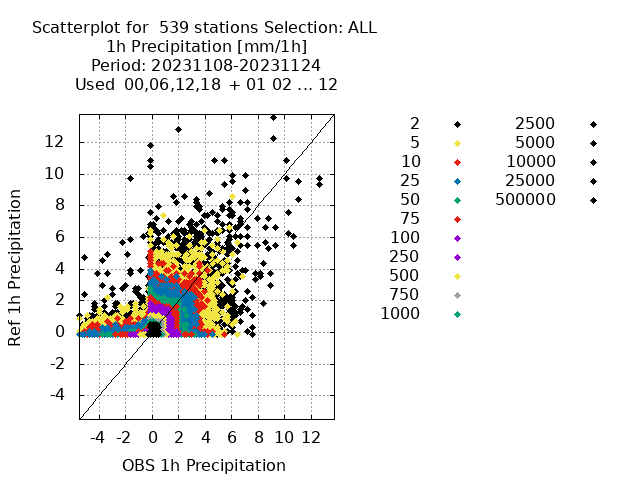 Scatterplot for  539 stations Selection: ALL
1h Precipitation [mm/1h]
Period: 20231108-20231124
Used  00,06,12,18  + 01 02 ... 12
Ref 1h Precipitation
12
10
8
6
4
2
0
-2
-4
-4 -2 0 2 4 6 8 10 12
OBS 1h Precipitation
2 2500
5 5000
10 10000
25 25000
50 500000
75
100
250
500
750
1000